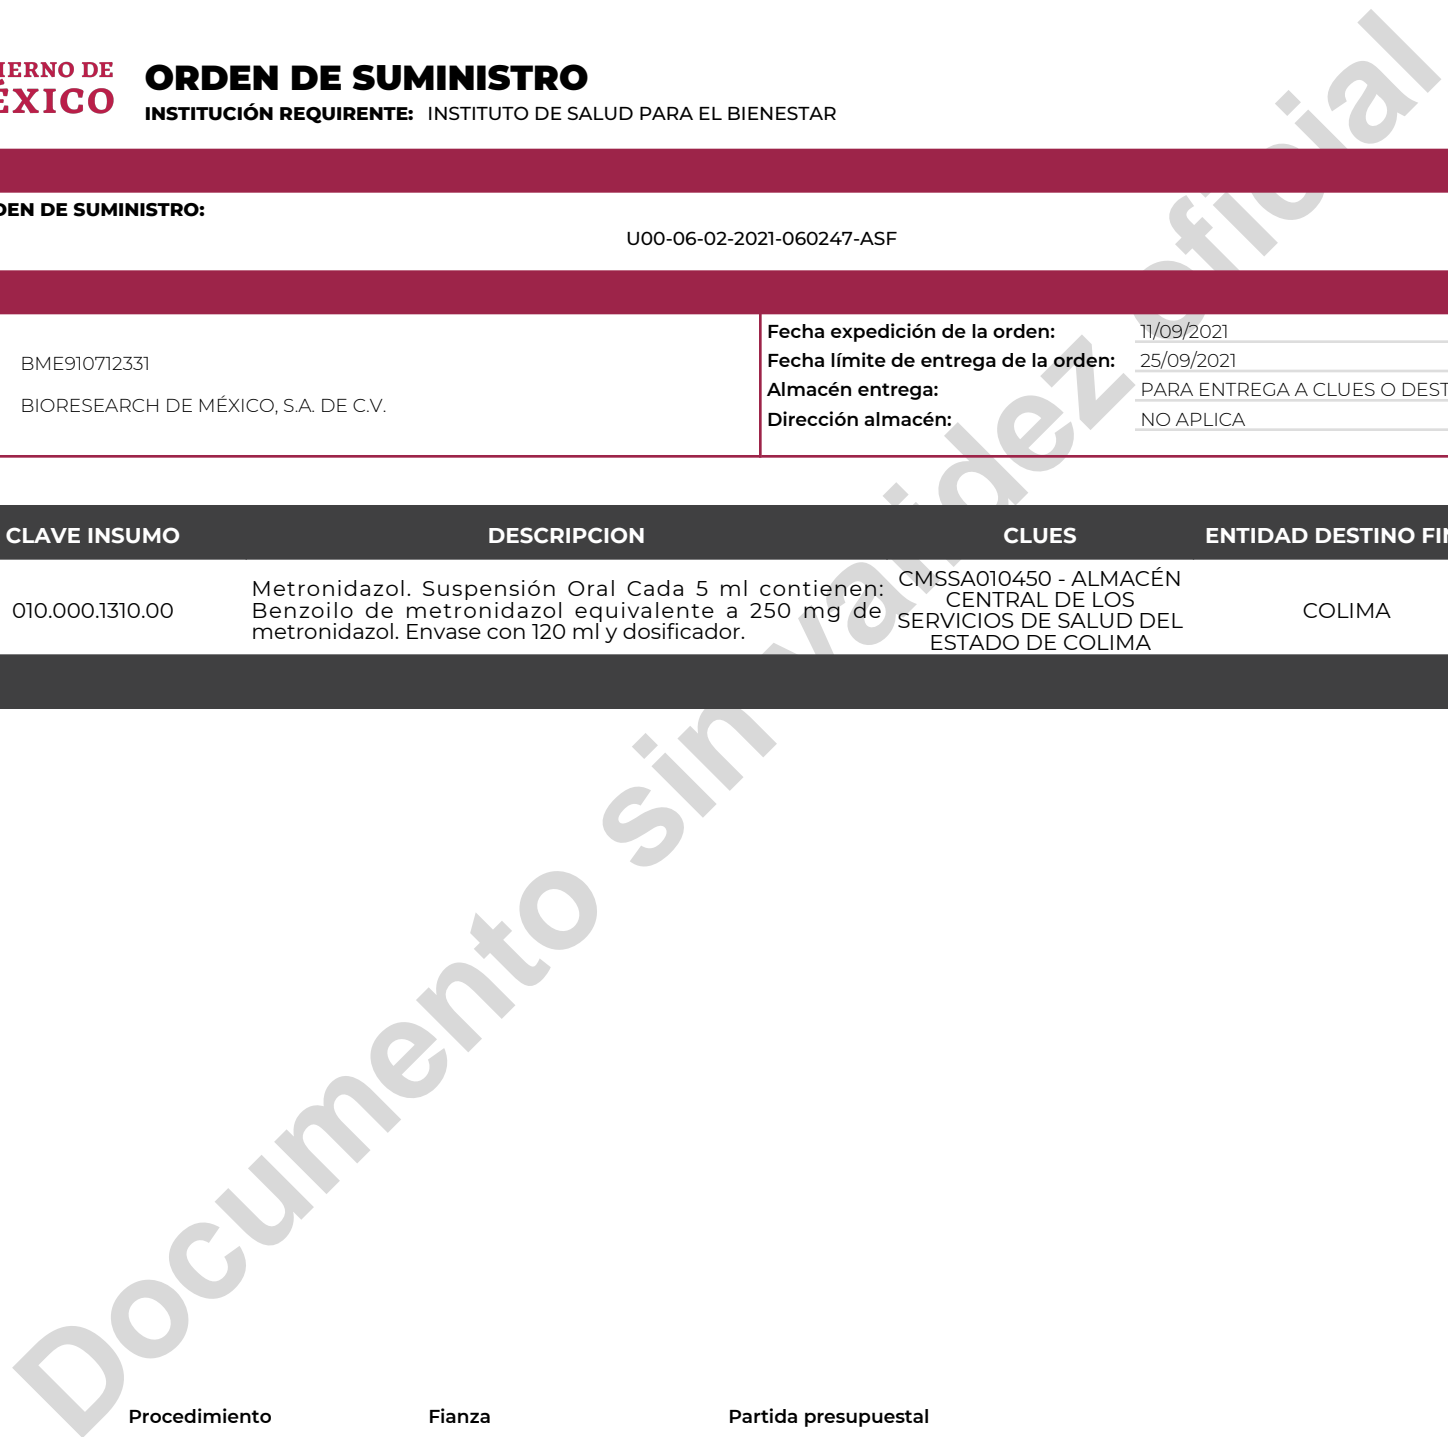 IERNO DE
ÉXICO
ORDEN DE SUMINISTRO
INSTITUCIÓN REQUIRENTE: INSTITUTO DE SALUD PARA EL BIENESTAR
DEN DE SUMINISTRO:
U00-06-02-2021-060247-ASF
BME910712331
BIORESEARCH DE MÉXICO, S.A. DE C.V.
Fecha expedición de la orden: 11/09/2021
Fecha límite de entrega de la orden: 25/09/2021
Almacén entrega: PARA ENTREGA A CLUES O DEST
Dirección almacén: NO APLICA
CLAVE INSUMO DESCRIPCION CLUES ENTIDAD DESTINO FIN
010.000.1310.00
Metronidazol. Suspensión Oral Cada 5 ml contienen:
Benzoilo de metronidazol equivalente a 250 mg de
metronidazol. Envase con 120 ml y dosificador.
CMSSA010450 - ALMACÉN
CENTRAL DE LOS
SERVICIOS DE SALUD DEL
ESTADO DE COLIMA
COLIMA
Documento sin validez oficial
Procedimiento Fianza Partida presupuestal